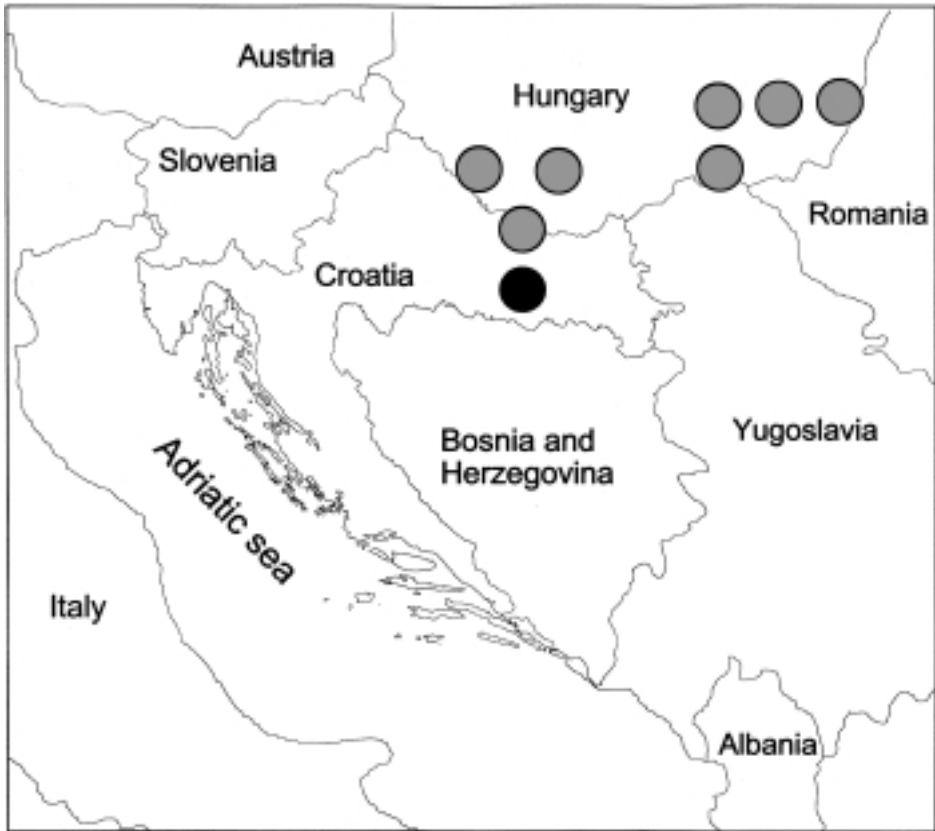 Austria
Hungary
Slovenia
Romania
Croatia
Bosnia and
Herzegovina
Yugoslavia
Adriatic sea
Italy
Albania